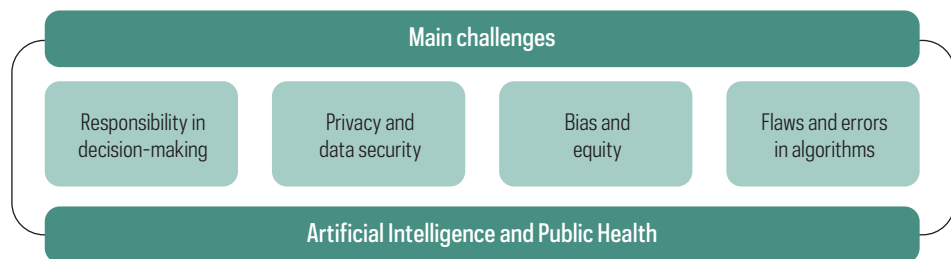 Main challenges
Responsibility in
decision-making
Privacy and
data security
Bias and
equity
Flaws and errors
in algorithms
Artificial Intelligence and Public Health